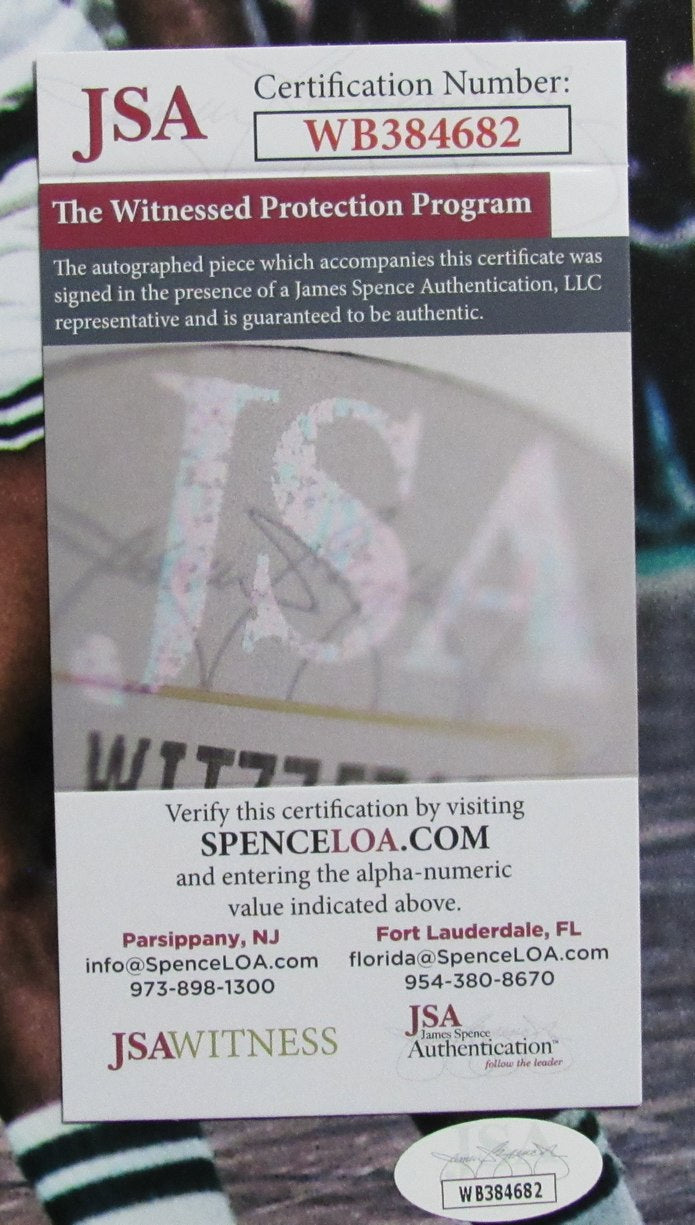 JSA
Certification Number:
WB384682
The Witnessed Protection Program
The autographed piece which accompanies this certificate was
signed in the presence of a James Spence Authentication, LLC
representative and is guaranteed to be authentic.
JSA
Verify this certification by visiting
SPENCELOA.COM
and entering the alpha-numeric
value indicated above.
Parsippany, NJ
info@SpenceLOA.com
973-898-1300
Fort Lauderdale, FL
florida@SpenceLOA.com
954-380-8670
JSAWITNESS
JSA
James Spence
Authentication™
follow the leader
JSA
WB384682